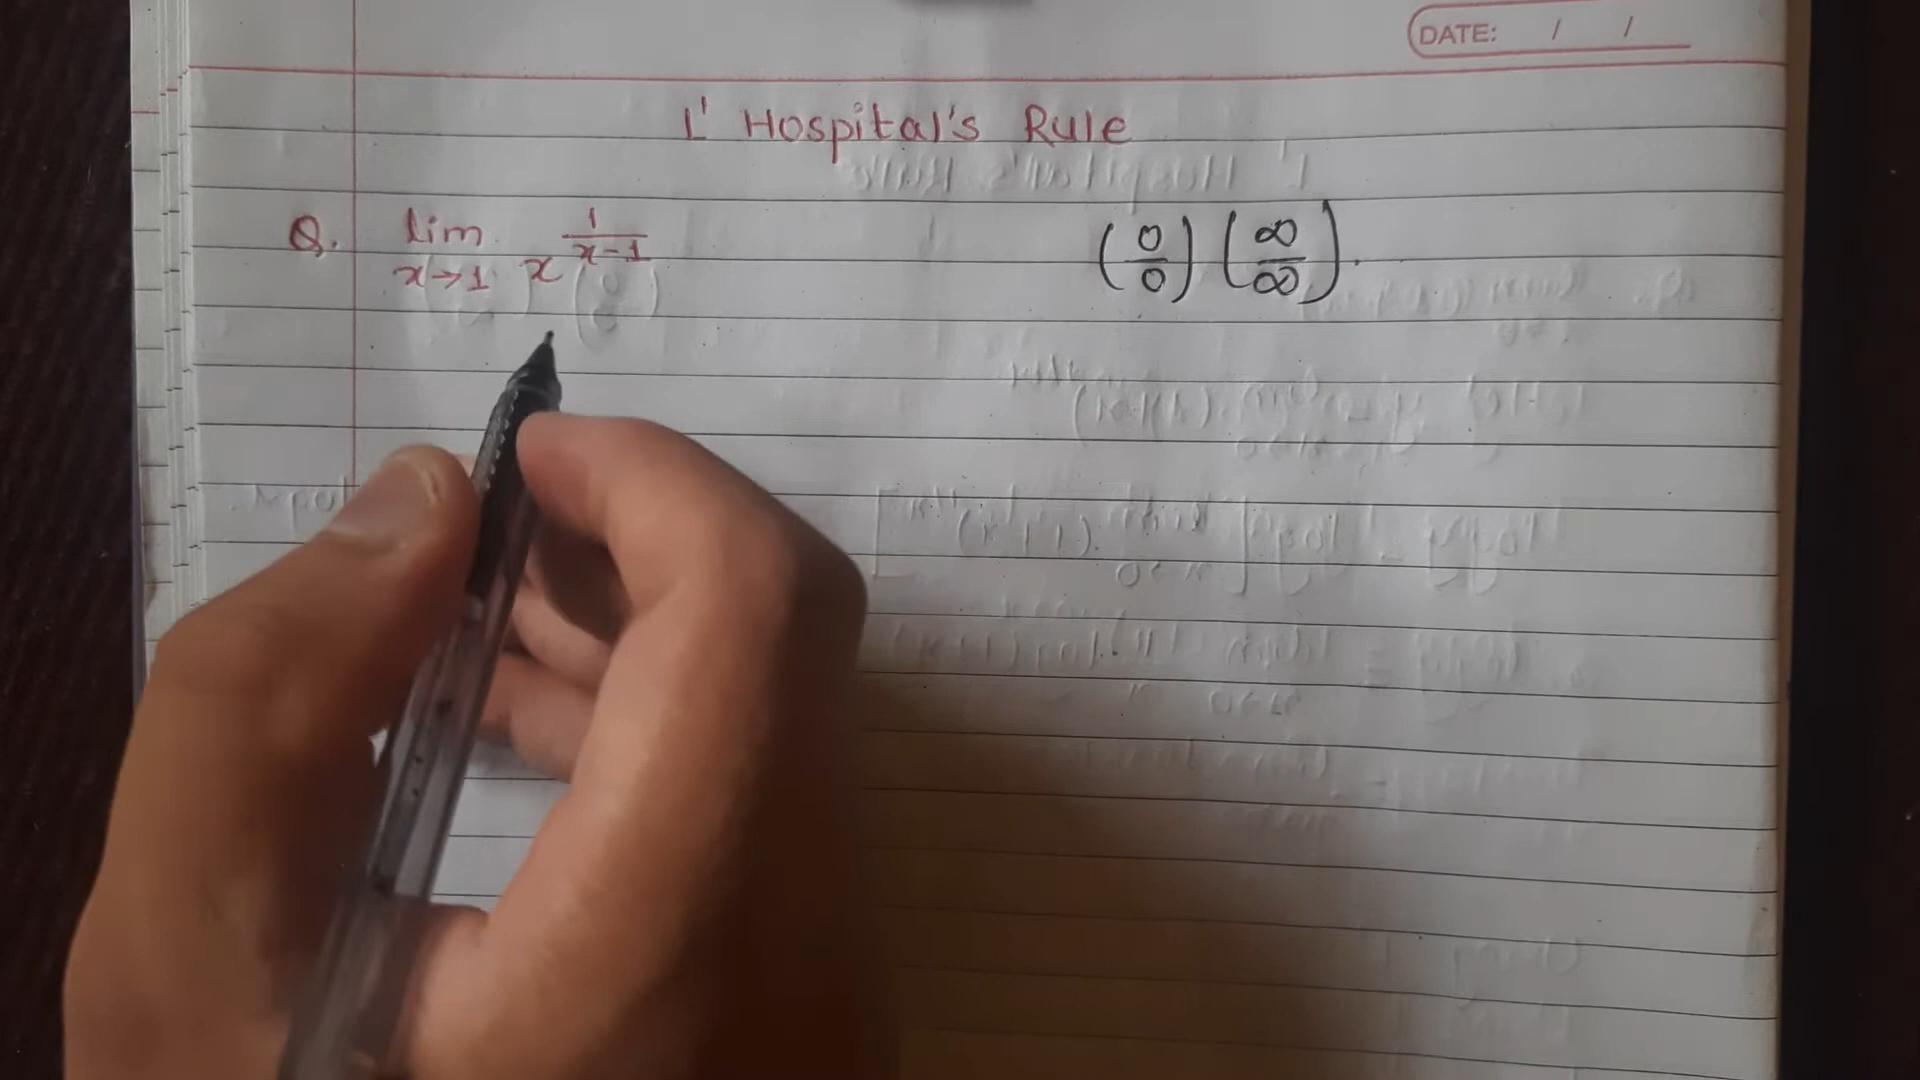 DATE: / /
L' Hospital's Rule
Q. lim x→1 x^(1/(x-1)) (0/0) (∞/∞).